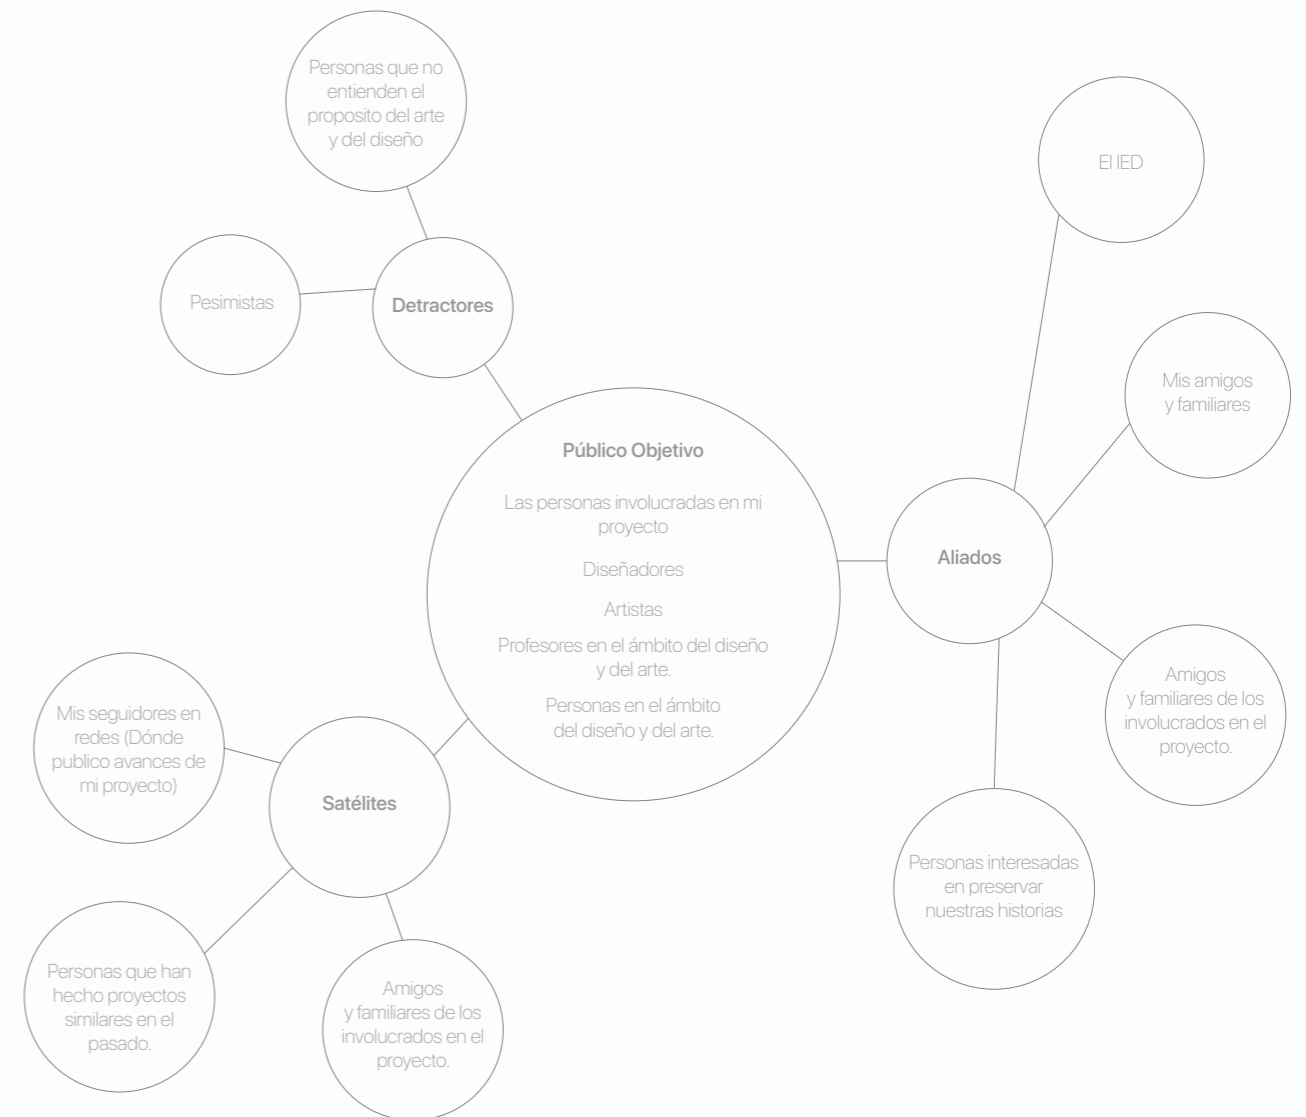 Personas que no
entienden el
proposito del arte
y del diseño
Pesimistas
Detractores
El IED
Mis amigos
y familiares
Público Objetivo
Las personas involucradas en mi
proyecto
Diseñadores
Artistas
Profesores en el ámbito del diseño
y del arte.
Personas en el ámbito
del diseño y del arte.
Aliados
Amigos
y familiares de los
involucrados en el
proyecto.
Personas interesadas
en preservar
nuestras historias
Mis seguidores en
redes (Dónde
publico avances de
mi proyecto)
Satélites
Personas que han
hecho proyectos
similares en el
pasado.
Amigos
y familiares de los
involucrados en el
proyecto.